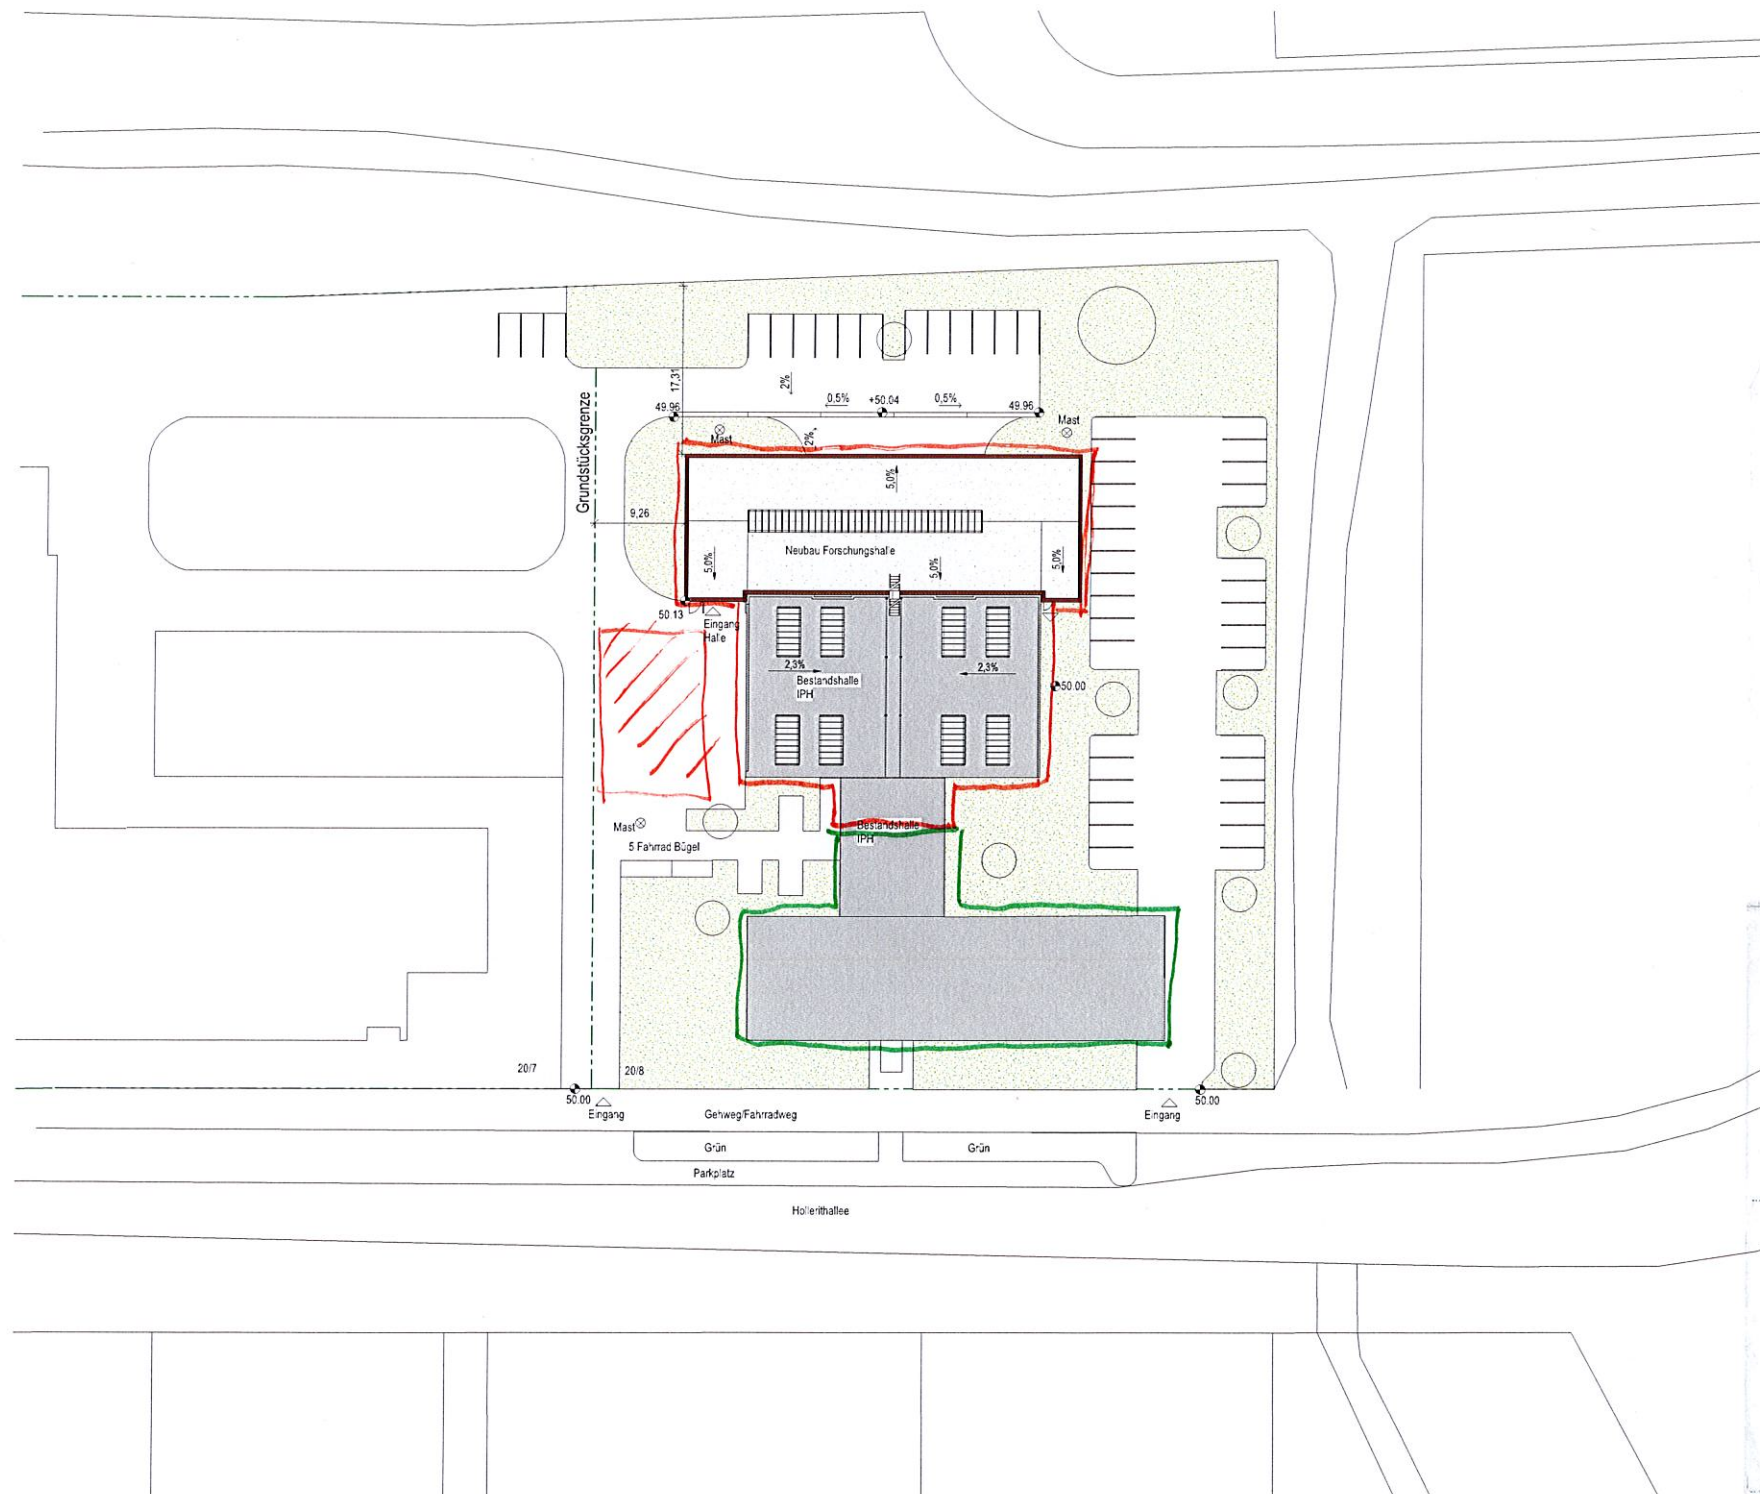 17,31
2%
0,5%
+50.04
0,5%
49.96
49.96
Mast
Mast
2%
Grundstücksgrenze
5,0%
9,26
Neubau Forschungshalle
5,0%
5,0%
5,0%
50.13
Eingang
Halle
2,3%
2,3%
Bestandshalle
IPH
50.00
Mast
Bestandshalle
IPH
5 Fahrrad Bügel
20/7
20/8
50.00
50.00
Eingang
Gehweg/Fahrradweg
Eingang
Grün
Grün
Parkplatz
Hollerithallee